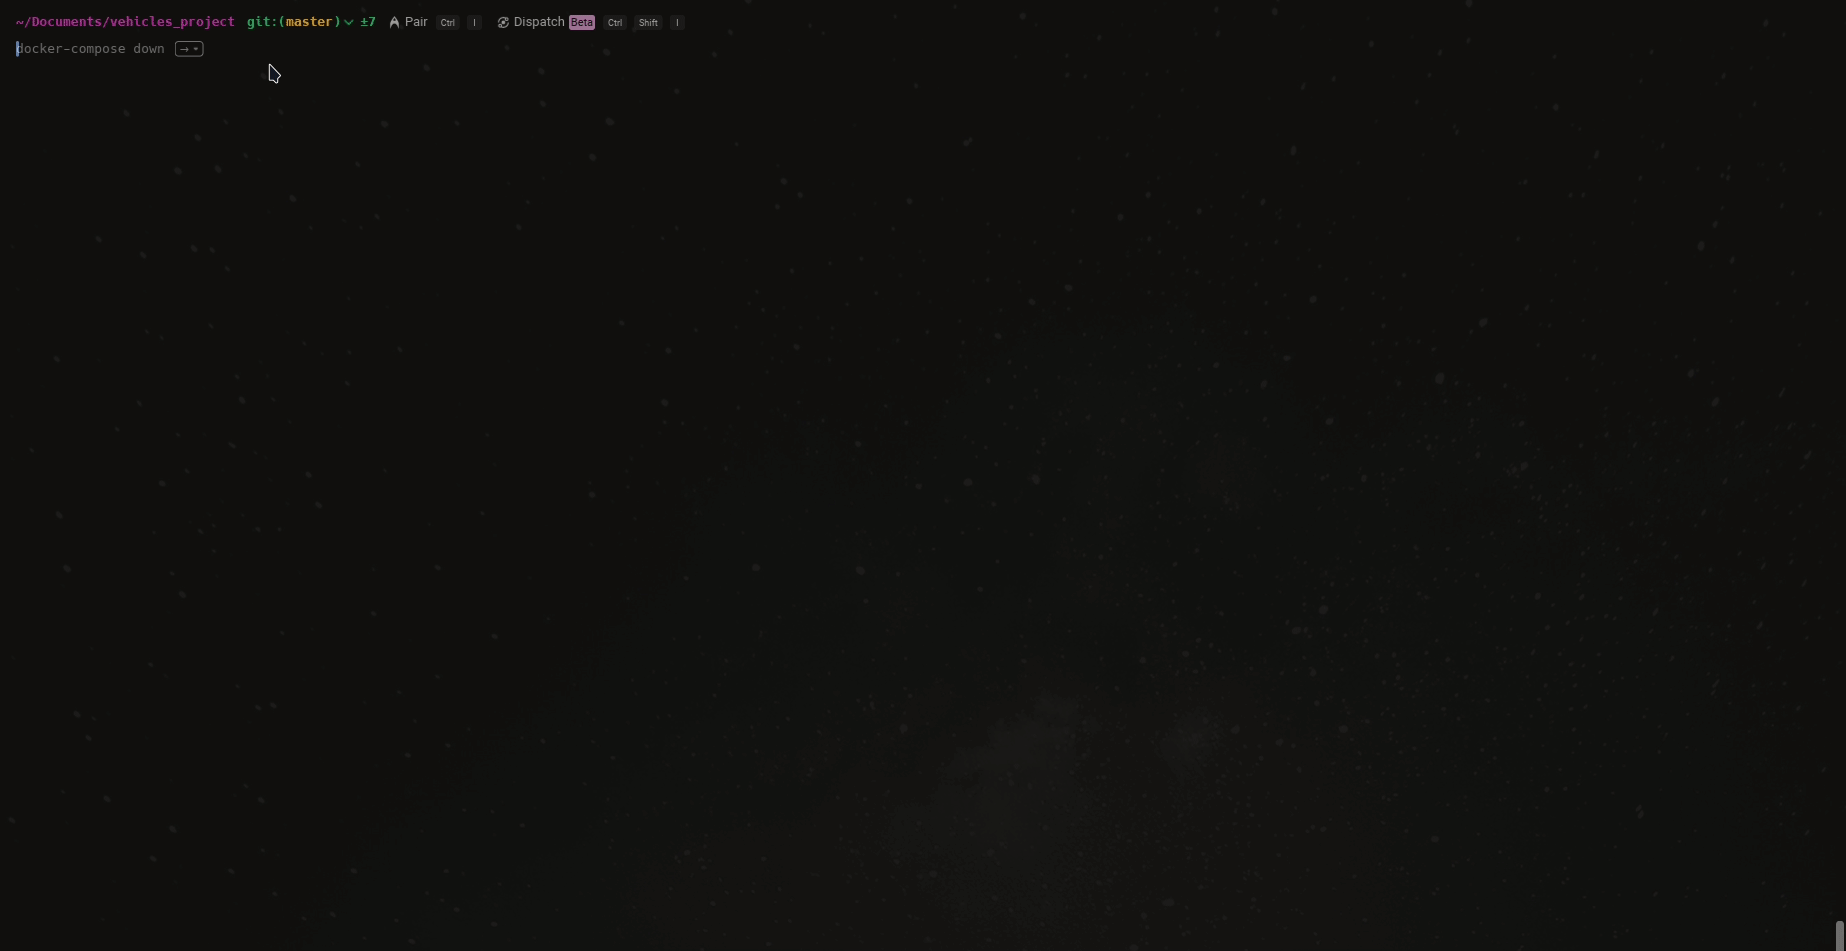 ~/Documents/vehicles_project git:(master) ±7 Pair Ctrl I Dispatch Beta Ctrl Shift I
docker-compose down →